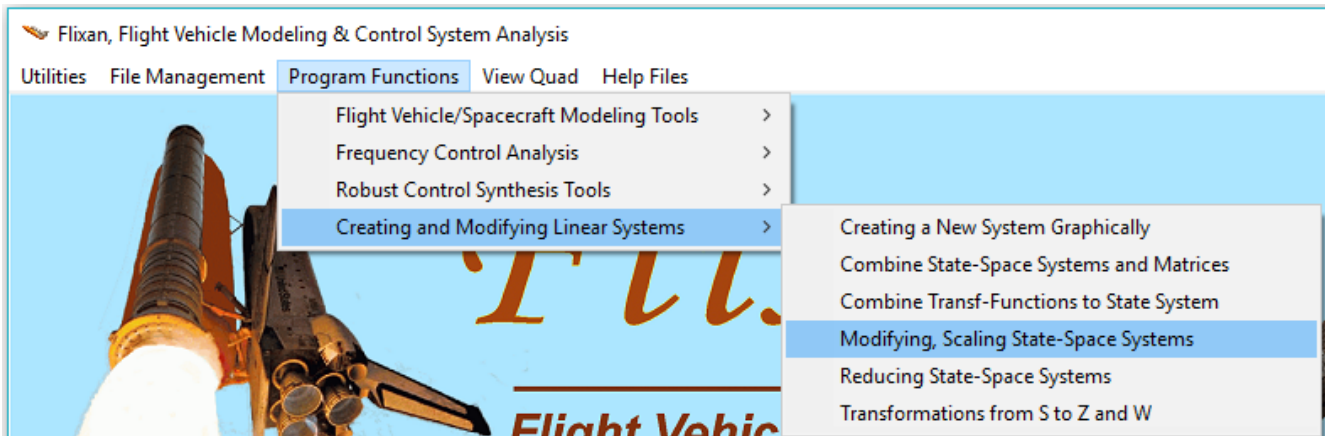 Flixan, Flight Vehicle Modeling & Control System Analysis
Utilities File Management Program Functions View Quad Help Files
Flight Vehicle/Spacecraft Modeling Tools >
Frequency Control Analysis >
Robust Control Synthesis Tools >
Creating and Modifying Linear Systems >
Creating a New System Graphically
Combine State-Space Systems and Matrices
Combine Transf-Functions to State System
Modifying, Scaling State-Space Systems
Reducing State-Space Systems
Transformations from S to Z and W
Flight Vehic